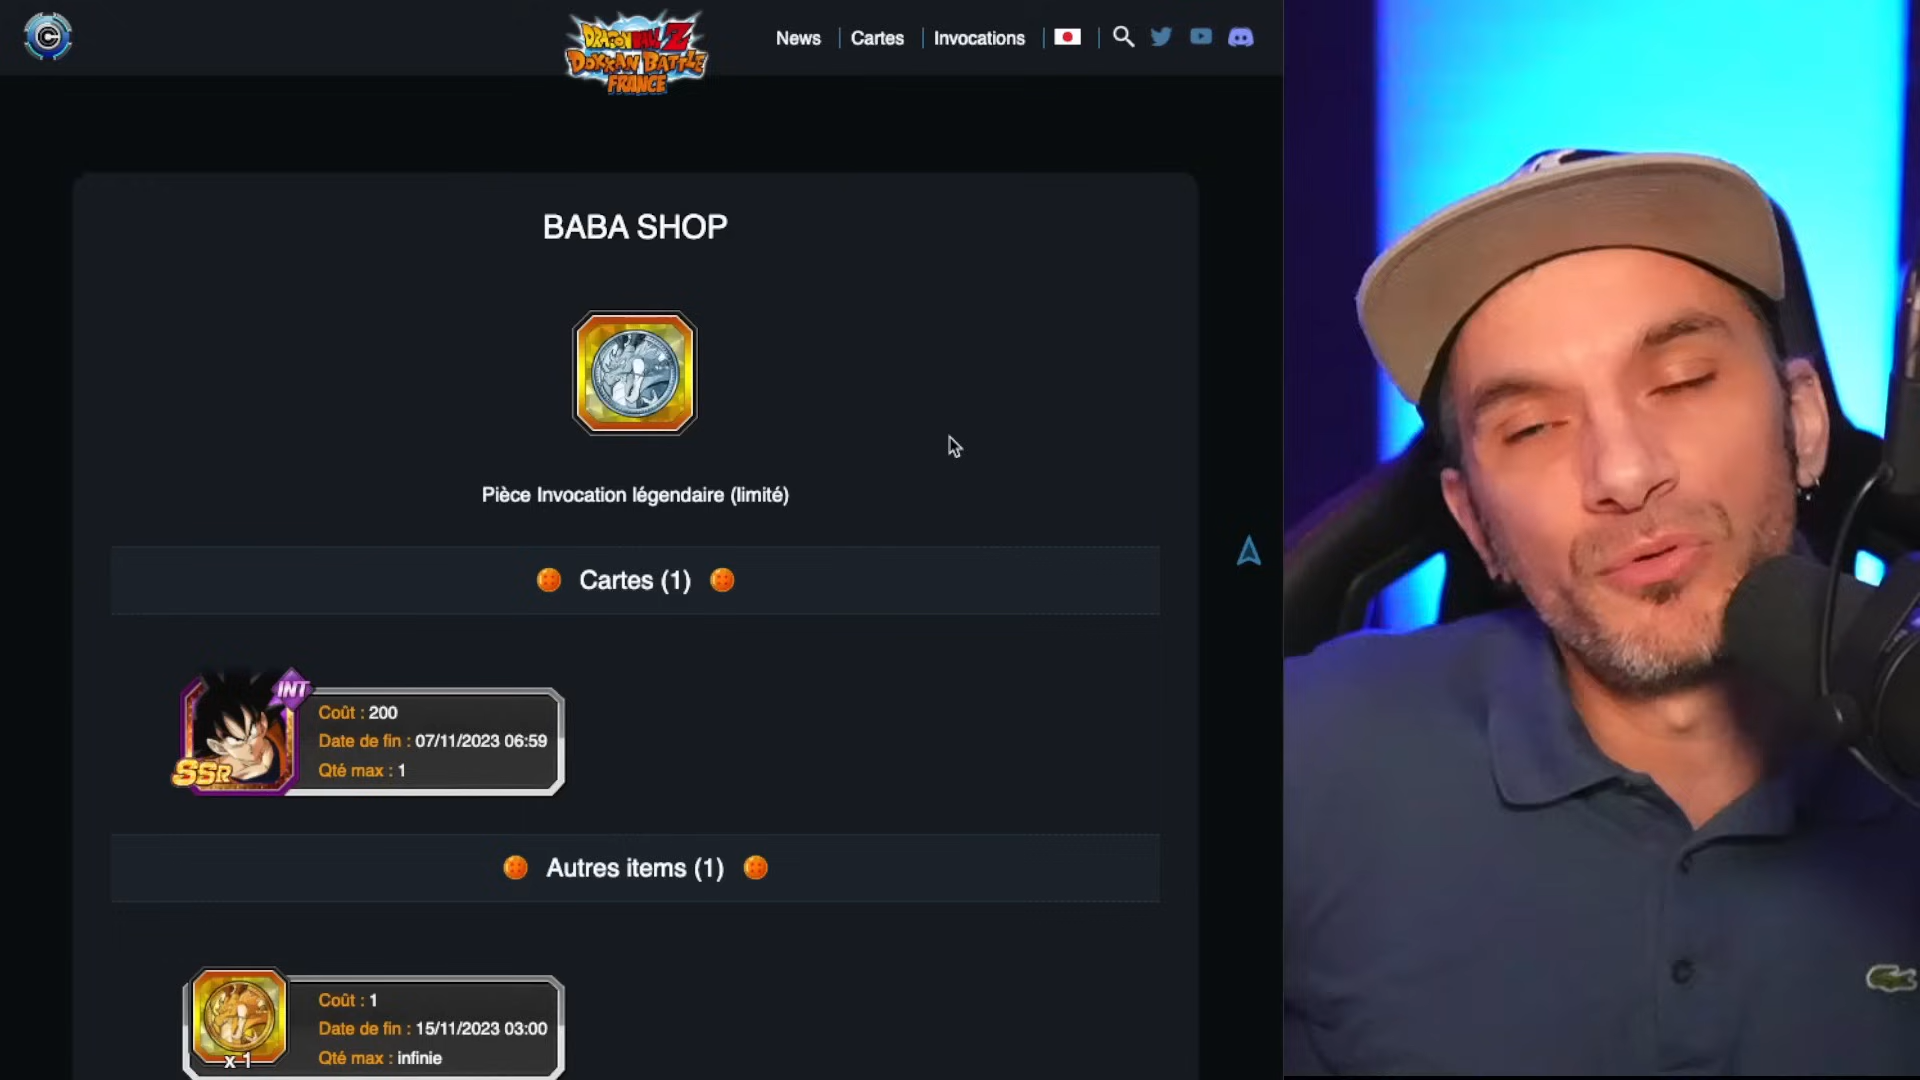 DRAGON BALL Z
DOKKAN BATTLE
FRANCE
News
Cartes
Invocations
BABA SHOP
Pièce Invocation légendaire (limité)
Cartes (1)
INT
SSR
Coût : 200
Date de fin : 07/11/2023 06:59
Qté max : 1
Autres items (1)
x 1
Coût : 1
Date de fin : 15/11/2023 03:00
Qté max : infinie